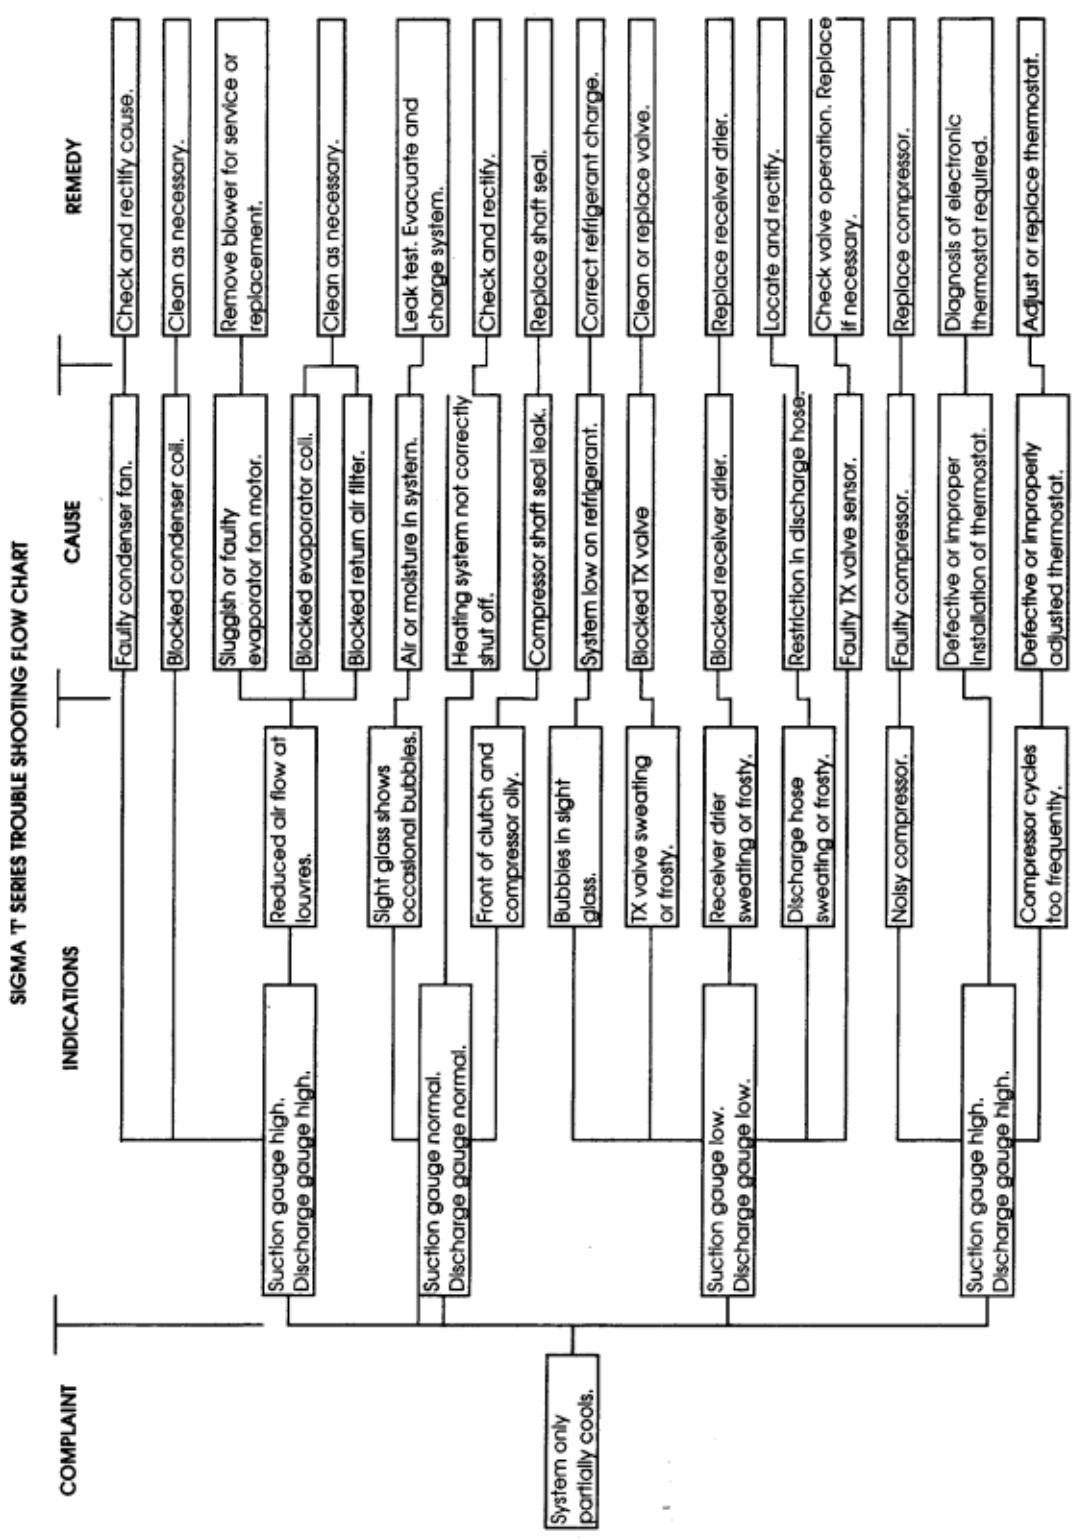 SIGMA 'T' SERIES TROUBLE SHOOTING FLOW CHART
COMPLAINT
INDICATIONS
CAUSE
REMEDY
System only
partially cools.
Suction gauge high.
Discharge gauge high.
Faulty condenser fan.
Check and rectify cause.
Blocked condenser coil.
Clean as necessary.
Reduced air flow at
louvres.
Sluggish or faulty
evaporator fan motor.
Remove blower for service or
replacement.
Blocked evaporator coil.
Blocked return air filter.
Clean as necessary.
Suction gauge normal.
Discharge gauge normal.
Sight glass shows
occasional bubbles.
Air or moisture in system.
Leak test. Evacuate and
charge system.
Heating system not correctly
shut off.
Check and rectify.
Front of clutch and
compressor oily.
Compressor shaft seal leak.
Replace shaft seal.
Suction gauge low.
Discharge gauge low.
Bubbles in sight
glass.
System low on refrigerant.
Correct refrigerant charge.
TX valve sweating
or frosty.
Blocked TX valve
Clean or replace valve.
Receiver drier
sweating or frosty.
Blocked receiver drier.
Replace receiver drier.
Discharge hose
sweating or frosty.
Restriction in discharge hose.
Locate and rectify.
Faulty TX valve sensor.
Check valve operation. Replace
if necessary.
Suction gauge high.
Discharge gauge high.
Noisy compressor.
Faulty compressor.
Replace compressor.
Defective or improper
installation of thermostat.
Diagnosis of electronic
thermostat required.
Compressor cycles
too frequently.
Defective or improperly
adjusted thermostat.
Adjust or replace thermostat.